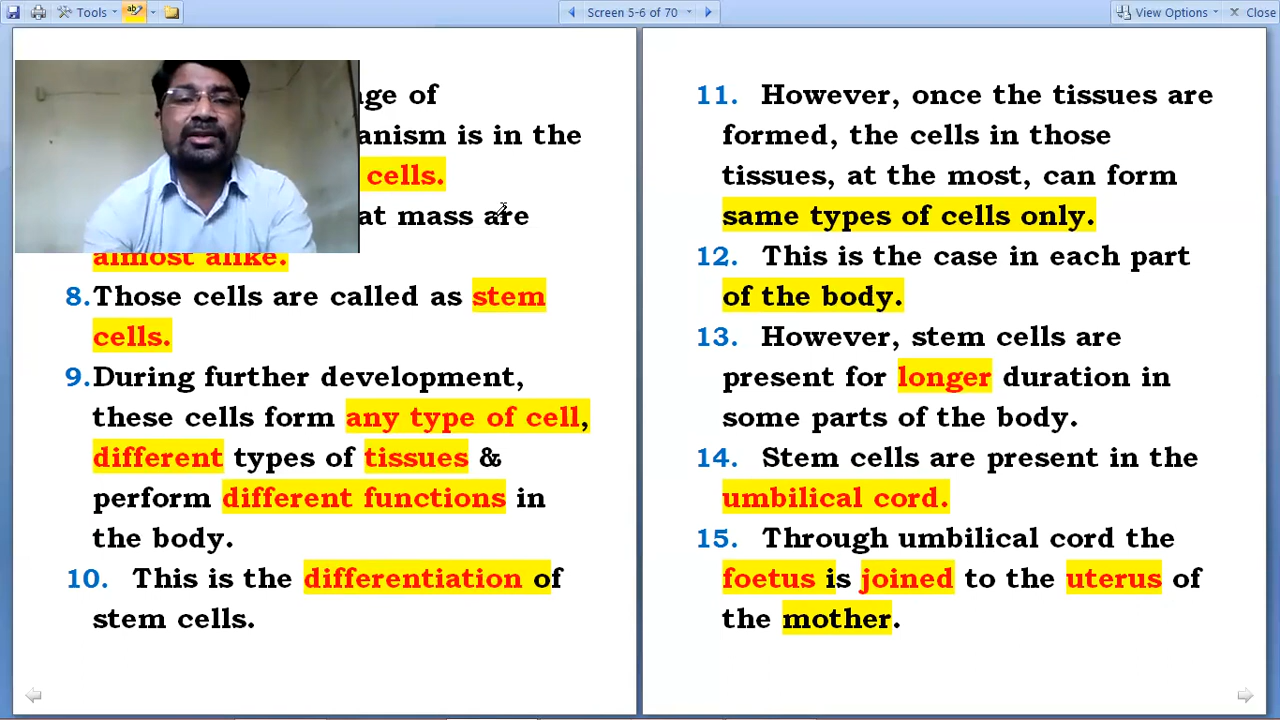 Tools
Screen 5-6 of 70
View Options
Close
ge of
anism is in the
cells.
at mass are
almost alike.
8.Those cells are called as stem
cells.
9.During further development,
these cells form any type of cell,
different types of tissues &
perform different functions in
the body.
10. This is the differentiation of
stem cells.
11. However, once the tissues are
formed, the cells in those
tissues, at the most, can form
same types of cells only.
12. This is the case in each part
of the body.
13. However, stem cells are
present for longer duration in
some parts of the body.
14. Stem cells are present in the
umbilical cord.
15. Through umbilical cord the
foetus is joined to the uterus of
the mother.